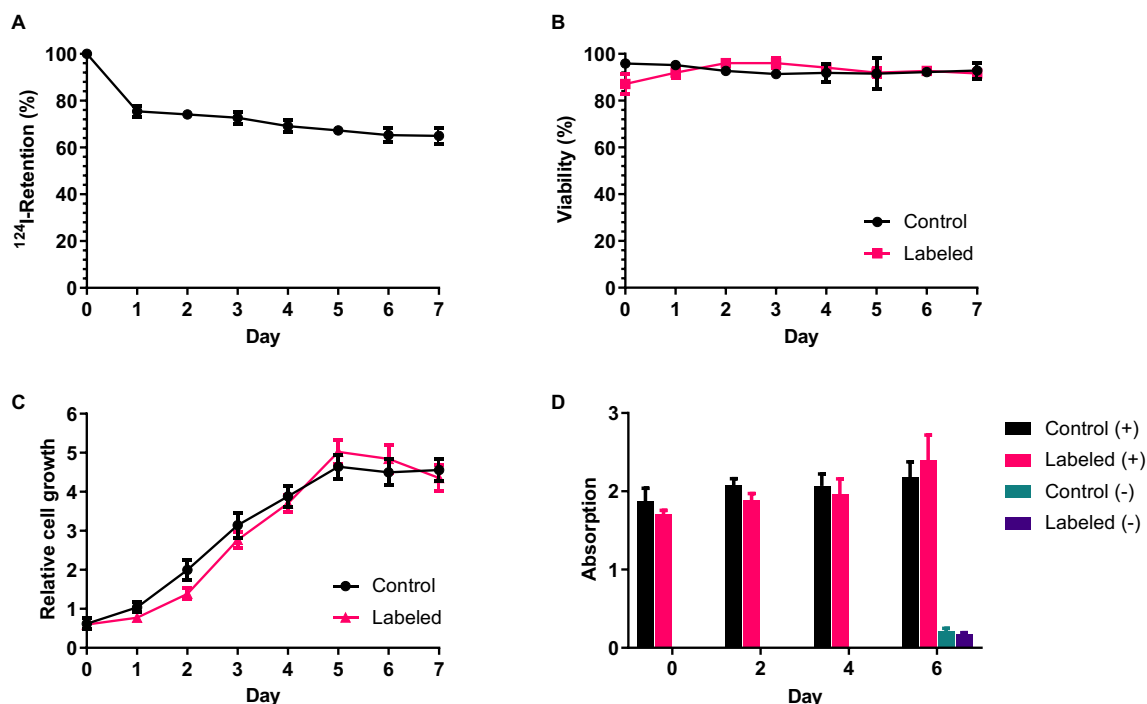 A
100
80
60
40
20
0
¹²⁴I-Retention (%)
0 1 2 3 4 5 6 7
Day
B
100
80
60
40
20
0
Viability (%)
Control
Labeled
0 1 2 3 4 5 6 7
Day
C
6
5
4
3
2
1
0
Relative cell growth
Control
Labeled
0 1 2 3 4 5 6 7
Day
D
3
2
1
0
Absorption
0 2 4 6
Day
Control (+)
Labeled (+)
Control (-)
Labeled (-)